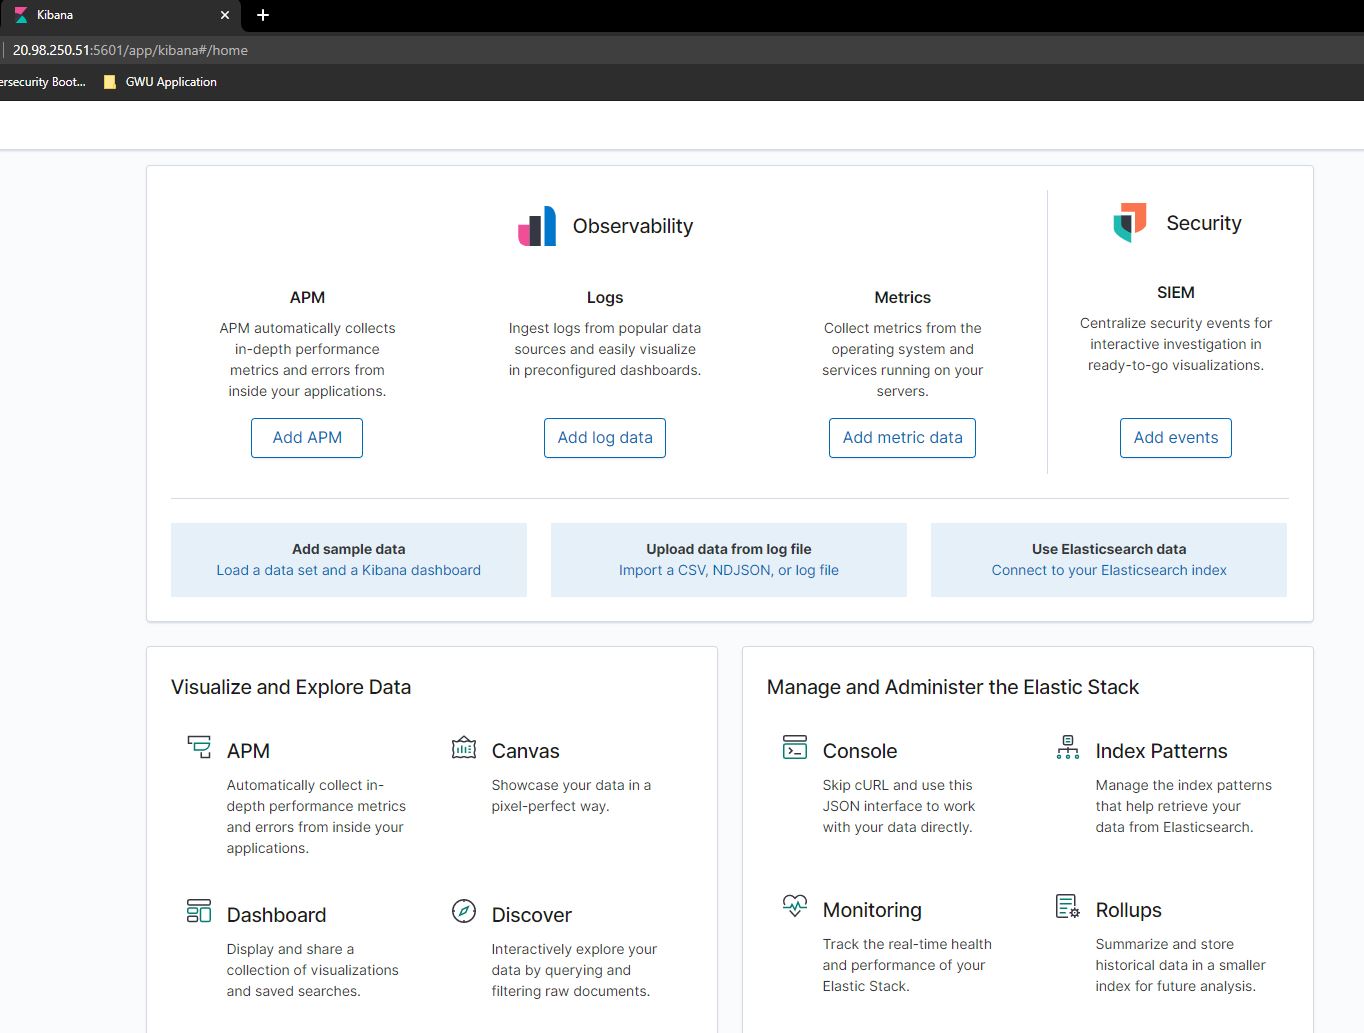 Kibana
20.98.250.51:5601/app/kibana#/home
ersecurity Boot... GWU Application
Observability
Security
APM
APM automatically collects
in-depth performance
metrics and errors from
inside your applications.
Add APM
Logs
Ingest logs from popular data
sources and easily visualize
in preconfigured dashboards.
Add log data
Metrics
Collect metrics from the
operating system and
services running on your
servers.
Add metric data
SIEM
Centralize security events for
interactive investigation in
ready-to-go visualizations.
Add events
Add sample data
Load a data set and a Kibana dashboard
Upload data from log file
Import a CSV, NDJSON, or log file
Use Elasticsearch data
Connect to your Elasticsearch index
Visualize and Explore Data
APM
Automatically collect in-
depth performance metrics
and errors from inside your
applications.
Canvas
Showcase your data in a
pixel-perfect way.
Dashboard
Display and share a
collection of visualizations
and saved searches.
Discover
Interactively explore your
data by querying and
filtering raw documents.
Manage and Administer the Elastic Stack
Console
Skip cURL and use this
JSON interface to work
with your data directly.
Index Patterns
Manage the index patterns
that help retrieve your
data from Elasticsearch.
Monitoring
Track the real-time health
and performance of your
Elastic Stack.
Rollups
Summarize and store
historical data in a smaller
index for future analysis.